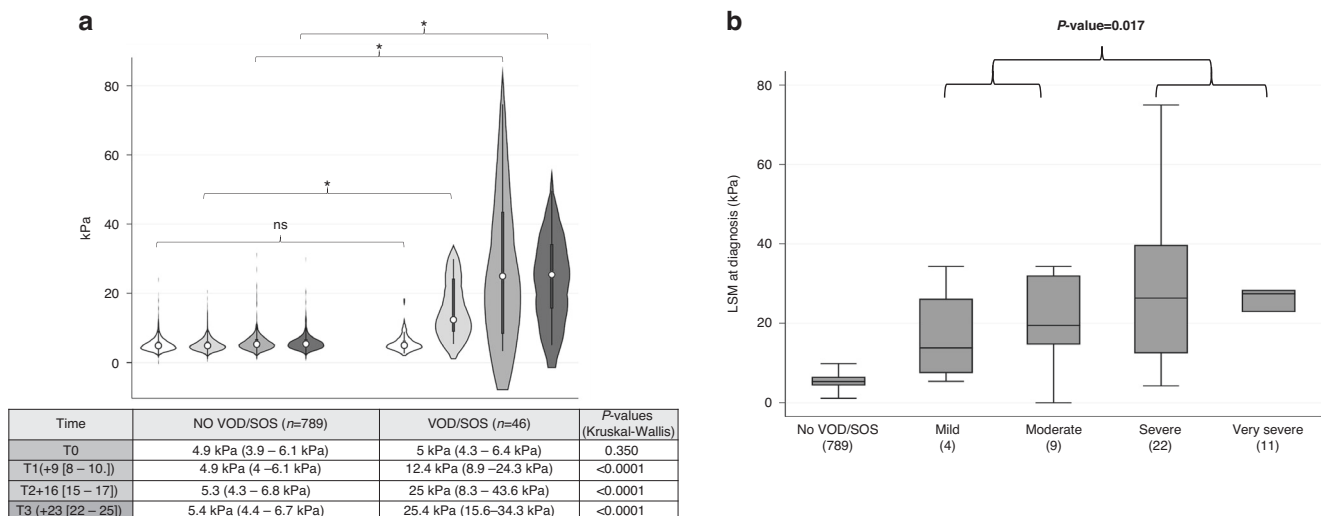 a
*
*
*
ns
80
60
40
20
0
kPa
Time NO VOD/SOS (n=789) VOD/SOS (n=46) P-values (Kruskal-Wallis)
T0 4.9 kPa (3.9 – 6.1 kPa) 5 kPa (4.3 – 6.4 kPa) 0.350
T1(+9 [8 – 10.]) 4.9 kPa (4 –6.1 kPa) 12.4 kPa (8.9 –24.3 kPa) <0.0001
T2+16 [15 – 17]) 5.3 (4.3 – 6.8 kPa) 25 kPa (8.3 – 43.6 kPa) <0.0001
T3 (+23 [22 – 25]) 5.4 kPa (4.4 – 6.7 kPa) 25.4 kPa (15.6–34.3 kPa) <0.0001
b
P-value=0.017
80
60
40
20
0
LSM at diagnosis (kPa)
No VOD/SOS Mild Moderate Severe Very severe
(789) (4) (9) (22) (11)